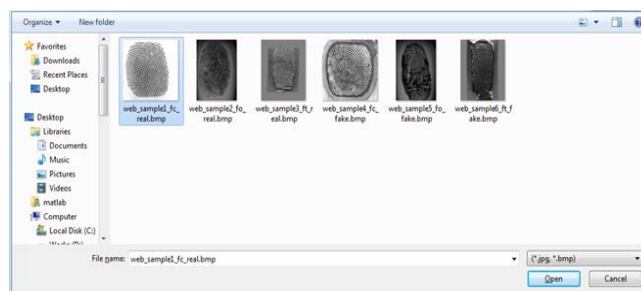 Organize ▾ New folder
Favorites
Downloads
Recent Places
Desktop
Desktop
Libraries
Documents
Music
Pictures
Videos
matlab
Computer
Local Disk (C:)
web_sample1_fc_
real.bmp
web_sample2_fo_
real.bmp
web_sample3_ft_r
eal.bmp
web_sample4_fc_
fake.bmp
web_sample5_fo_
fake.bmp
web_sample6_ft_f
ake.bmp
File name: web_sample1_fc_real.bmp
(*.jpg, *.bmp)
Open Cancel